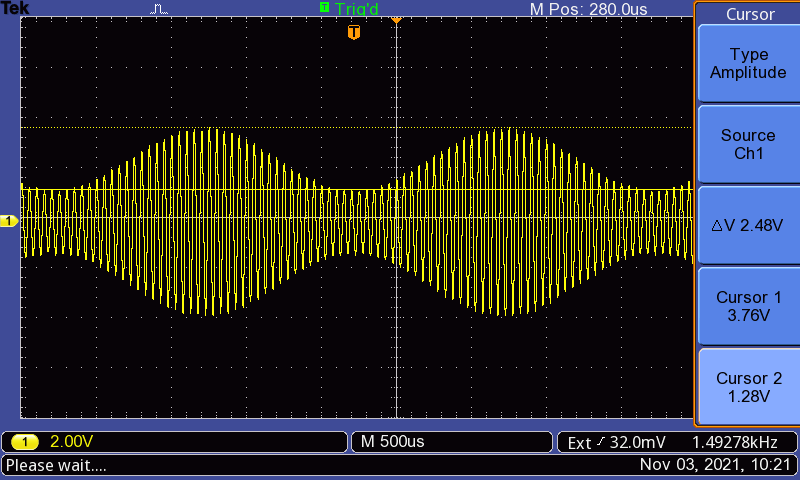 Tek
T Trig'd
M Pos: 280.0us
Cursor
T
Type
Amplitude
Source
Ch1
△V 2.48V
1
Cursor 1
3.76V
Cursor 2
1.28V
1 2.00V
M 500us
Ext 32.0mV
1.49278kHz
Please wait....
Nov 03, 2021, 10:21